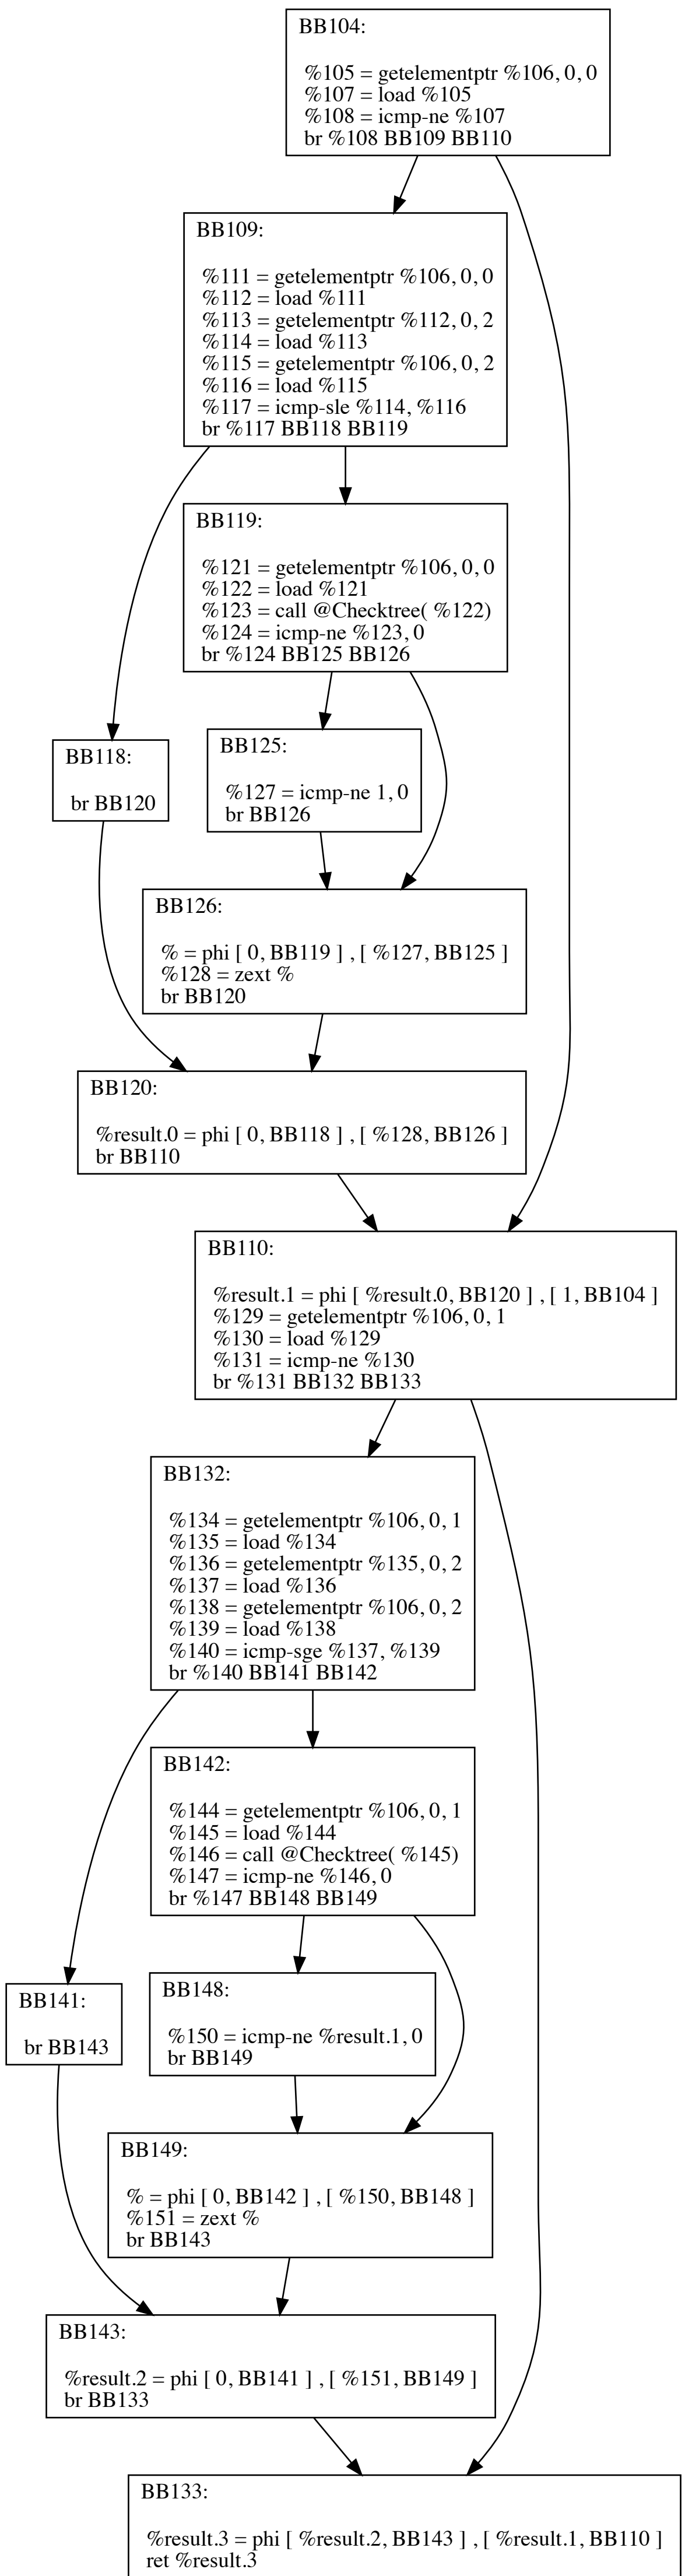 BB104:
%105 = getelementptr %106, 0, 0
%107 = load %105
%108 = icmp-ne %107
br %108 BB109 BB110
BB109:
%111 = getelementptr %106, 0, 0
%112 = load %111
%113 = getelementptr %112, 0, 2
%114 = load %113
%115 = getelementptr %106, 0, 2
%116 = load %115
%117 = icmp-sle %114, %116
br %117 BB118 BB119
BB119:
%121 = getelementptr %106, 0, 0
%122 = load %121
%123 = call @Checktree( %122)
%124 = icmp-ne %123, 0
br %124 BB125 BB126
BB118:
br BB120
BB125:
%127 = icmp-ne 1, 0
br BB126
BB126:
% = phi [ 0, BB119 ] , [ %127, BB125 ]
%128 = zext %
br BB120
BB120:
%result.0 = phi [ 0, BB118 ] , [ %128, BB126 ]
br BB110
BB110:
%result.1 = phi [ %result.0, BB120 ] , [ 1, BB104 ]
%129 = getelementptr %106, 0, 1
%130 = load %129
%131 = icmp-ne %130
br %131 BB132 BB133
BB132:
%134 = getelementptr %106, 0, 1
%135 = load %134
%136 = getelementptr %135, 0, 2
%137 = load %136
%138 = getelementptr %106, 0, 2
%139 = load %138
%140 = icmp-sge %137, %139
br %140 BB141 BB142
BB142:
%144 = getelementptr %106, 0, 1
%145 = load %144
%146 = call @Checktree( %145)
%147 = icmp-ne %146, 0
br %147 BB148 BB149
BB141:
br BB143
BB148:
%150 = icmp-ne %result.1, 0
br BB149
BB149:
% = phi [ 0, BB142 ] , [ %150, BB148 ]
%151 = zext %
br BB143
BB143:
%result.2 = phi [ 0, BB141 ] , [ %151, BB149 ]
br BB133
BB133:
%result.3 = phi [ %result.2, BB143 ] , [ %result.1, BB110 ]
ret %result.3